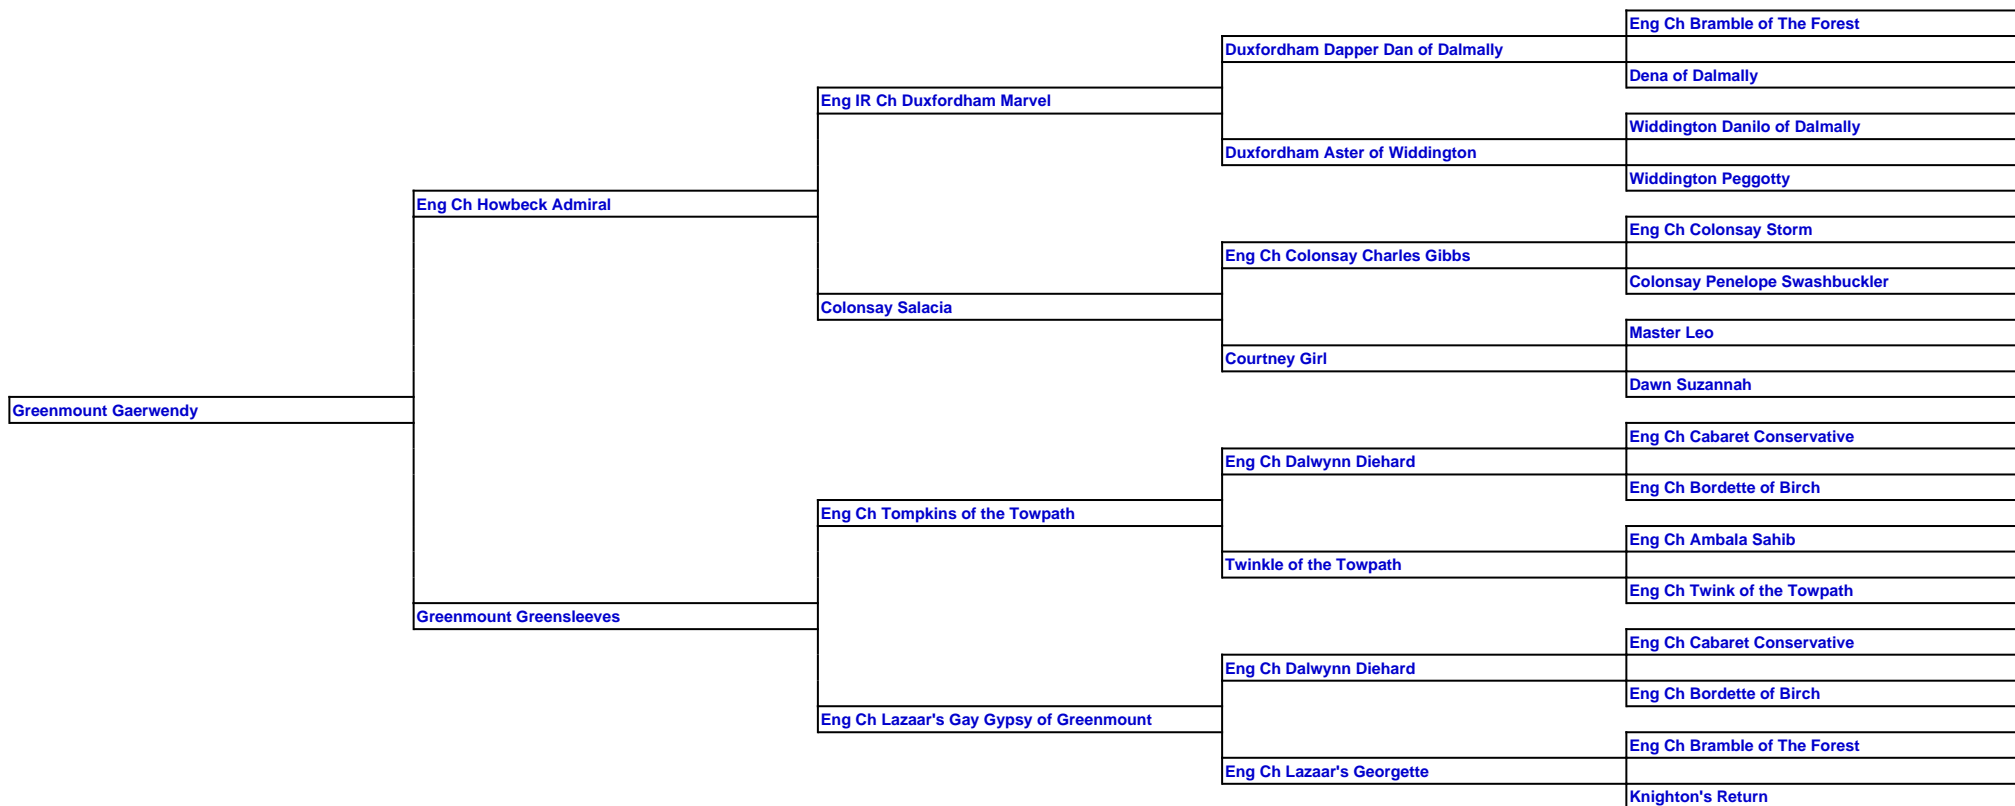 Eng Ch Bramble of The Forest
Duxfordham Dapper Dan of Dalmally
Dena of Dalmally
Eng IR Ch Duxfordham Marvel
Widdington Danilo of Dalmally
Duxfordham Aster of Widdington
Widdington Peggotty
Eng Ch Howbeck Admiral
Eng Ch Colonsay Storm
Eng Ch Colonsay Charles Gibbs
Colonsay Penelope Swashbuckler
Colonsay Salacia
Master Leo
Courtney Girl
Dawn Suzannah
Greenmount Gaerwendy
Eng Ch Cabaret Conservative
Eng Ch Dalwynn Diehard
Eng Ch Bordette of Birch
Eng Ch Tompkins of the Towpath
Eng Ch Ambala Sahib
Twinkle of the Towpath
Eng Ch Twink of the Towpath
Greenmount Greensleeves
Eng Ch Cabaret Conservative
Eng Ch Dalwynn Diehard
Eng Ch Bordette of Birch
Eng Ch Lazaar's Gay Gypsy of Greenmount
Eng Ch Bramble of The Forest
Eng Ch Lazaar's Georgette
Knighton's Return